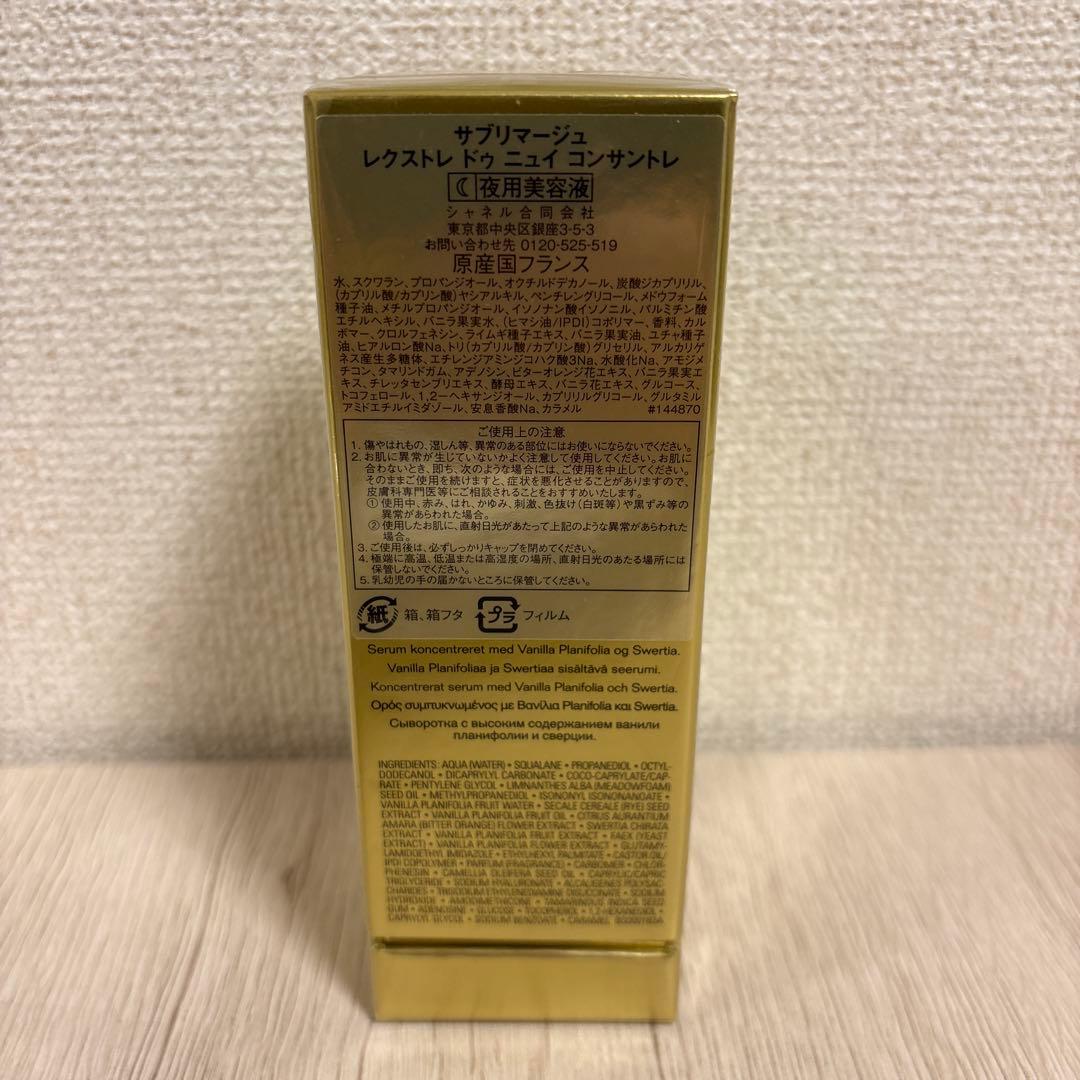 サブリマージュ
レクストレ ドゥ ニュイ コンサントレ
夜用美容液
シャネル合同会社
東京都中央区銀座3-5-3
お問い合わせ先 0120-525-519
原産国フランス
水、スクワラン、プロパンジオール、オクチルドデカノール、炭酸ジカプリリル、
(カプリル酸/カプリン酸)ヤシアルキル、ペンチレングリコール、メドウフォーム
種子油、メチルプロパンジオール、イソノナン酸イソノニル、パルミチン酸
エチルヘキシル、バニラ果実水、(ヒマシ油/IPDI)コポリマー、香料、カル
ボマー、クロルフェネシン、ライムギ種子エキス、バニラ果実油、ユチャ種子
油、ヒアルロン酸Na、トリ(カプリル酸/カプリン酸)グリセリル、アルカリゲ
ネス産生多糖体、エチレンジアミンジコハク酸3Na、水酸化Na、アモジメ
チコン、タマリンドガム、アデノシン、ビターオレンジ花エキス、バニラ果実エ
キス、チレッタセンブリエキス、酵母エキス、バニラ花エキス、グルコース、
トコフェロール、1,2-ヘキサンジオール、カプリリルグリコール、グルタミル
アミドエチルイミダゾール、安息香酸Na、カラメル #144870
ご使用上の注意
1. 傷やはれもの、湿しん等、異常のある部位にはお使いにならないでください。
2. お肌に異常が生じていないかよく注意して使用してください。お肌に
合わないとき、即ち、次のような場合には、ご使用を中止してください。
そのままご使用を続けますと、症状を悪化させることがありますので、
皮膚科専門医等にご相談されることをおすすめいたします。
① 使用中、赤み、はれ、かゆみ、刺激、色抜け(白斑等)や黒ずみ等の
異常があらわれた場合。
② 使用したお肌に、直射日光があたって上記のような異常があらわれた
場合。
3. ご使用後は、必ずしっかりキャップを閉めてください。
4. 極端に高温、低温または高湿度の場所、直射日光のあたる場所には
保管しないでください。
5. 乳幼児の手の届かないところに保管してください。
紙 箱、箱フタ プラ フィルム
Serum koncentreret med Vanilla Planifolia og Swertia.
Vanilla Planifoliaa ja Swertiaa sisältävä seerumi.
Koncentrerat serum med Vanilla Planifolia och Swertia.
Ορός συμπυκνωμένος με Βανίλια Planifolia και Swertia.
Сыворотка с высоким содержанием ванили
планифолии и сверции.
INGREDIENTS: AQUA (WATER) • SQUALANE • PROPANEDIOL • OCTYL-
DODECANOL • DICAPRYLYL CARBONATE • COCO-CAPRYLATE/CAP-
RATE • PENTYLENE GLYCOL • LIMNANTHES ALBA (MEADOWFOAM)
SEED OIL • METHYLPROPANEDIOL • ISONONYL ISONONANOATE •
VANILLA PLANIFOLIA FRUIT WATER • SECALE CEREALE (RYE) SEED
EXTRACT • VANILLA PLANIFOLIA FRUIT OIL • CITRUS AURANTIUM
AMARA (BITTER ORANGE) FLOWER EXTRACT • SWERTIA CHIRATA
EXTRACT • VANILLA PLANIFOLIA FRUIT EXTRACT • FAEX (YEAST
EXTRACT) • VANILLA PLANIFOLIA FLOWER EXTRACT • GLUTAMY-
LAMIDOETHYL IMIDAZOLE • ETHYLHEXYL PALMITATE • CASTOR OIL/
IPDI COPOLYMER • PARFUM (FRAGRANCE) • CARBOMER • CHLOR-
PHENESIN • CAMELLIA OLEIFERA SEED OIL • CAPRYLIC/CAPRIC
TRIGLYCERIDE • SODIUM HYALURONATE • ALCALIGENES POLYSAC-
CHARIDES • TRISODIUM ETHYLENEDIAMINE DISUCCINATE • SODIUM
HYDROXIDE • AMODIMETHICONE • TAMARINDUS INDICA SEED
GUM • ADENOSINE • GLUCOSE • TOCOPHEROL • 1,2-HEXANEDIOL •
CAPRYLYL GLYCOL • SODIUM BENZOATE • CARAMEL